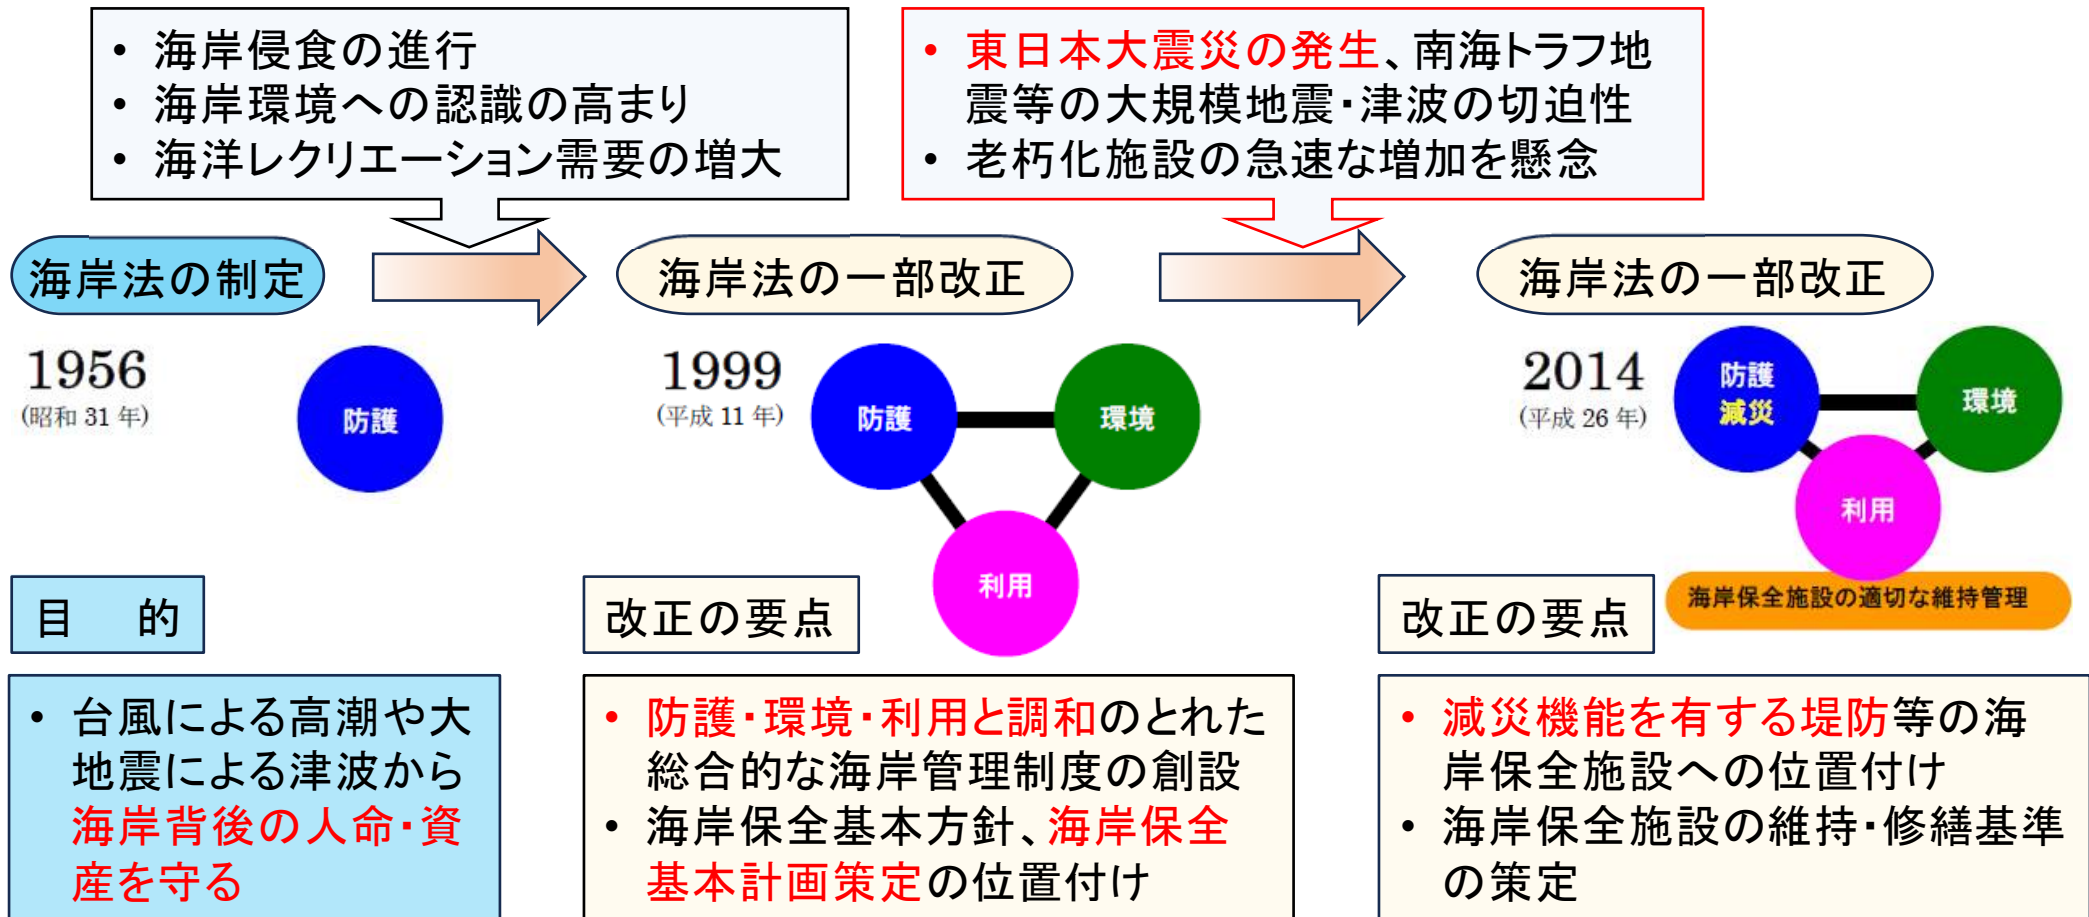 • 海岸侵食の進行
• 海岸環境への認識の高まり
• 海洋レクリエーション需要の増大
• 東日本大震災の発生、南海トラフ地
震等の大規模地震・津波の切迫性
• 老朽化施設の急速な増加を懸念
海岸法の制定
海岸法の一部改正
海岸法の一部改正
1956
(昭和 31 年)
防護
1999
(平成 11 年)
防護
環境
利用
2014
(平成 26 年)
防護
減災
環境
利用
海岸保全施設の適切な維持管理
目　的
改正の要点
改正の要点
• 台風による高潮や大
地震による津波から
海岸背後の人命・資
産を守る
• 防護・環境・利用と調和のとれた
総合的な海岸管理制度の創設
• 海岸保全基本方針、海岸保全
基本計画策定の位置付け
• 減災機能を有する堤防等の海
岸保全施設への位置付け
• 海岸保全施設の維持・修繕基準
の策定